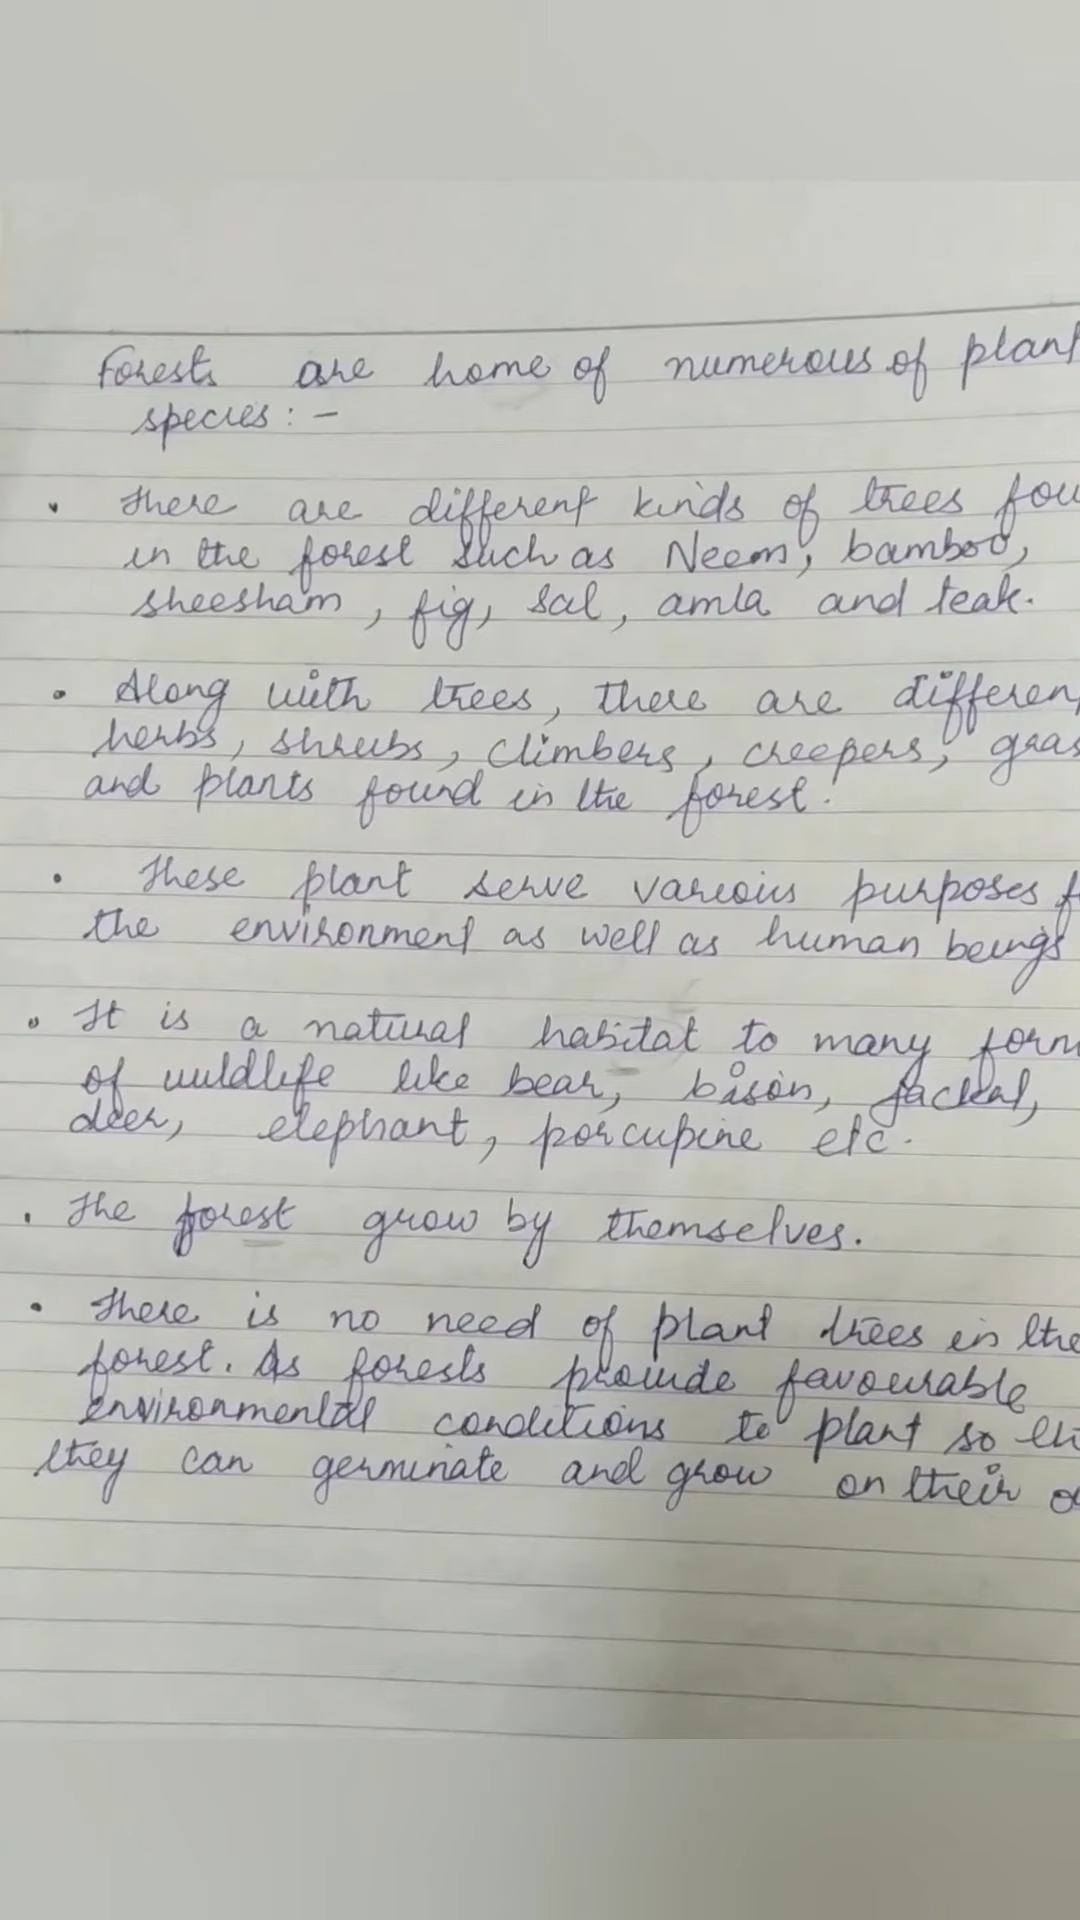 Forests are home of numerous of plant
species: -
• There are different kinds of trees fou
in the forest such as Neem, bamboo,
sheesham, fig, sal, amla and teak.
• Along with trees, there are differen
herbs, shrubs, climbers, creepers, gras
and plants found in the forest.
• These plant serve various purposes f
the environment as well as human beings
• It is a natural habitat to many form
of wildlife like bear, bison, jackal,
deer, elephant, porcupine etc.
• The forest grow by themselves.
• There is no need of plant trees in the
forest. As forests provide favourable
environmental conditions to plant so th
they can germinate and grow on their o